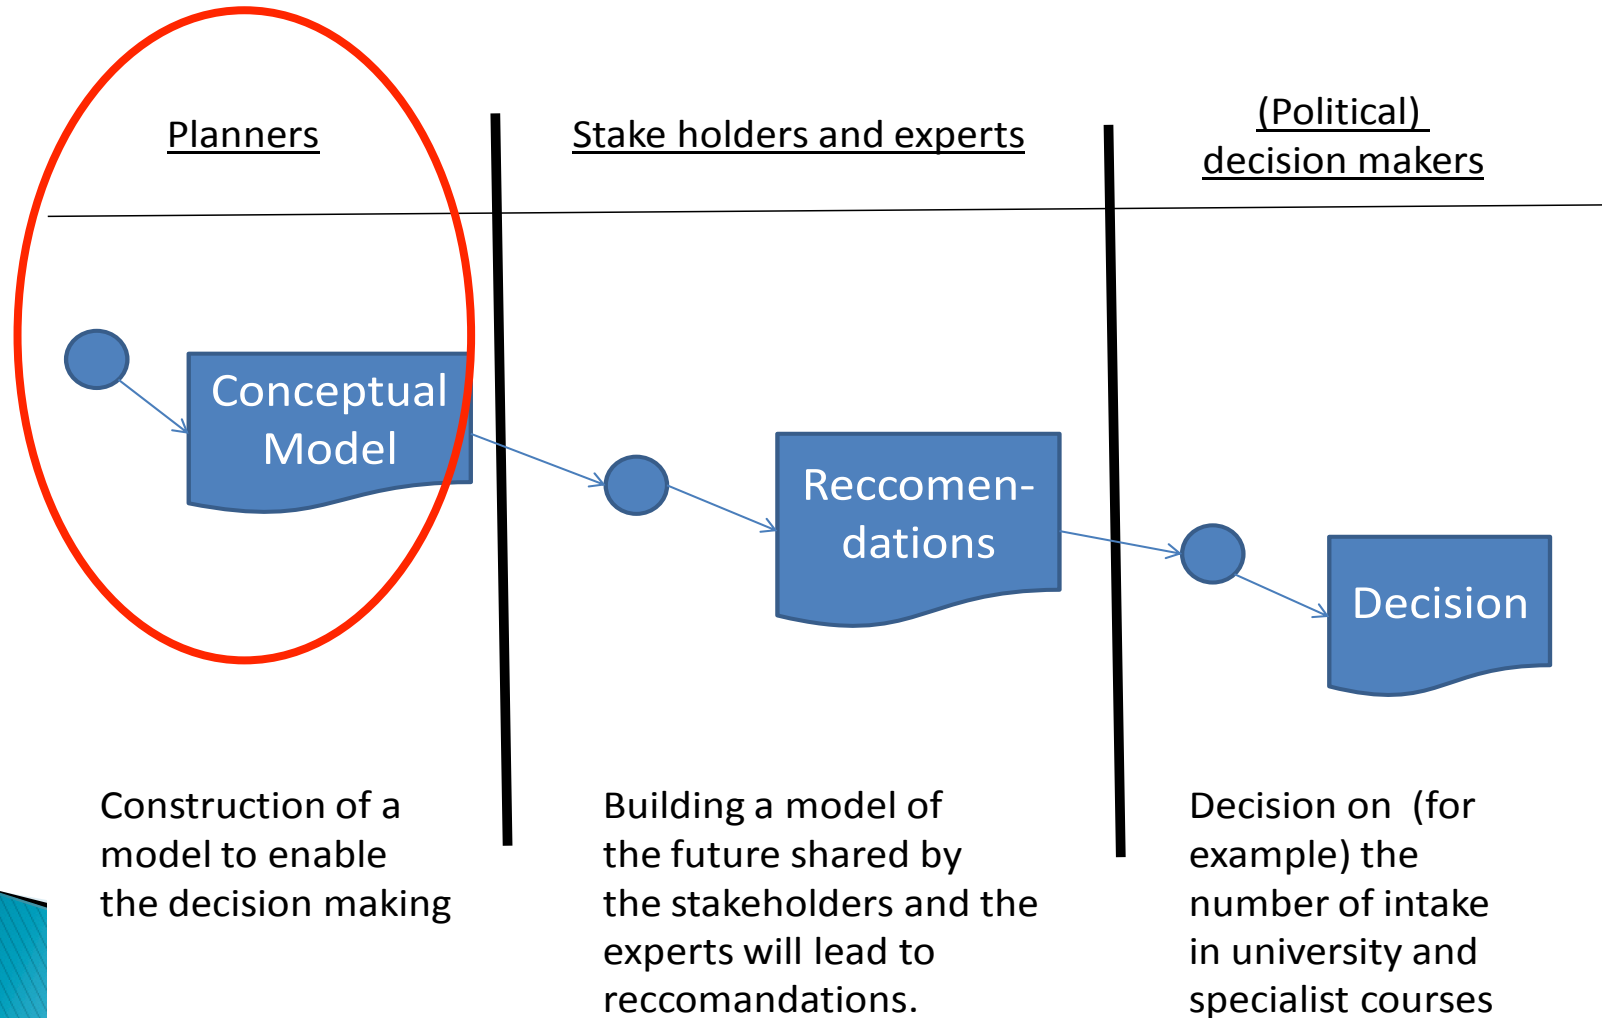 Planners
Stake holders and experts
(Political)
decision makers
Conceptual
Model
Reccomen-
dations
Decision
Construction of a
model to enable
the decision making
Building a model of
the future shared by
the stakeholders and the
experts will lead to
reccomandations.
Decision on (for
example) the
number of intake
in university and
specialist courses